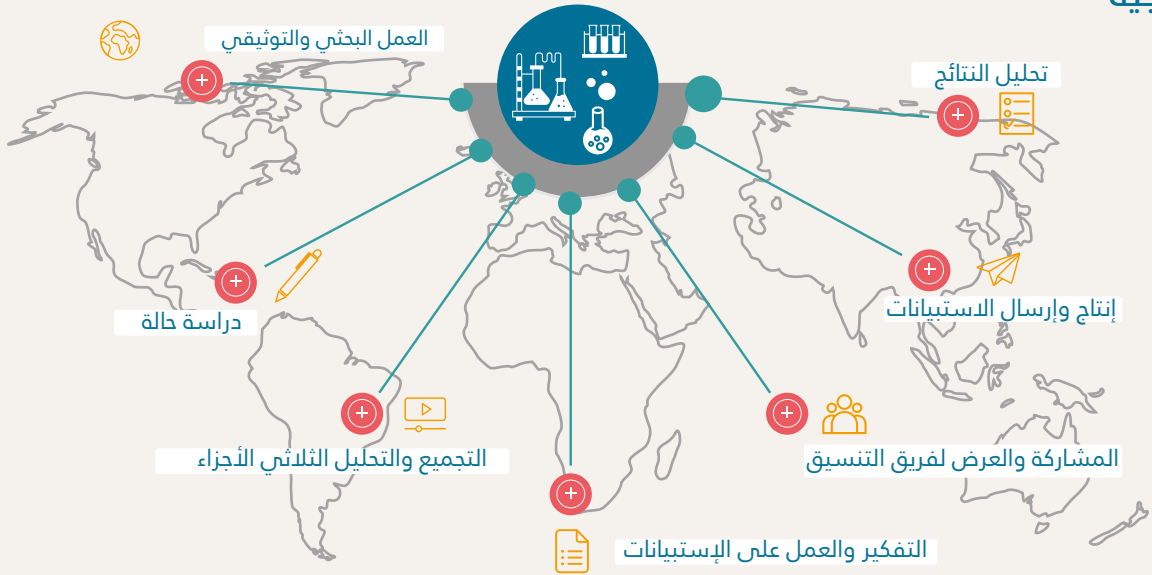 العمل البحثي والتوثيقي
تحليل النتائج
دراسة حالة
إنتاج وإرسال الاستبيانات
التجميع والتحليل الثلاثي الأجزاء
المشاركة والعرض لفريق التنسيق
التفكير والعمل على الإستبيانات